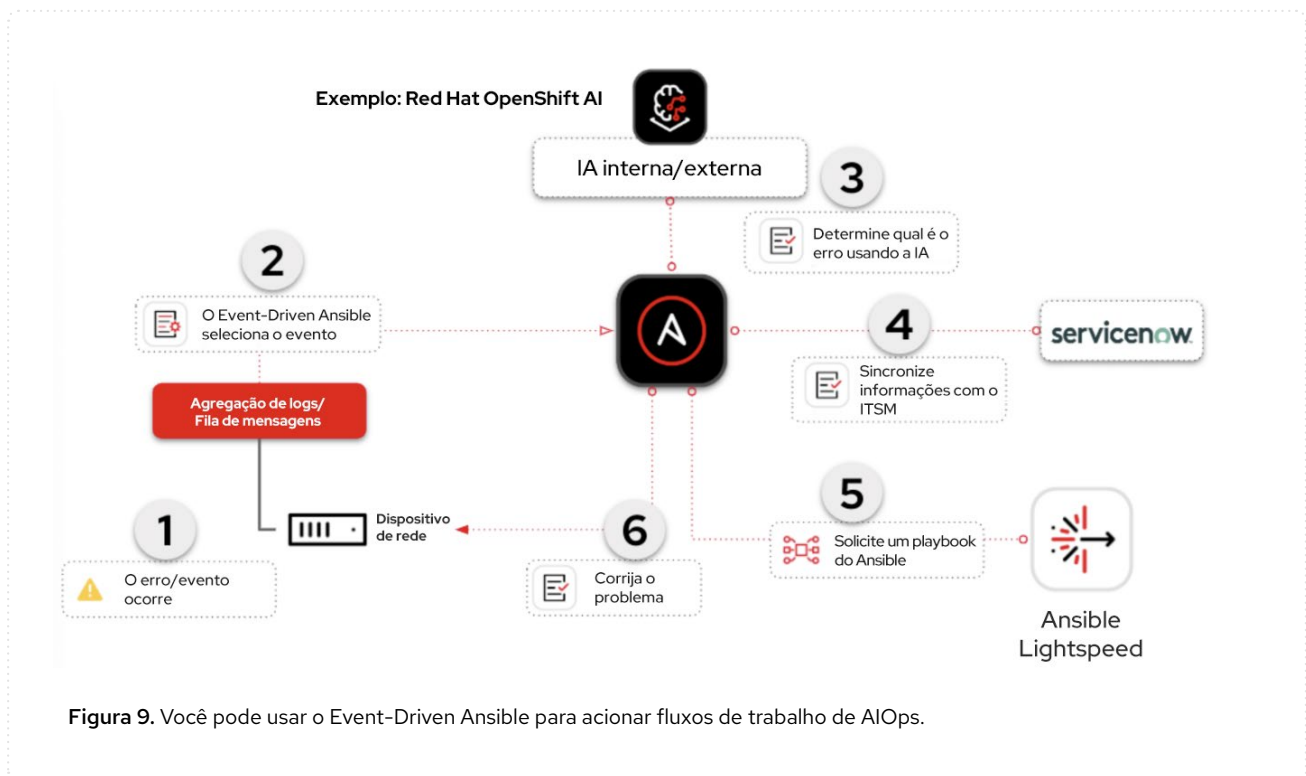 Exemplo: Red Hat OpenShift AI
IA interna/externa
3
Determine qual é o
erro usando a IA
2
O Event-Driven Ansible
seleciona o evento
4
servicenow
Sincronize
informações com o
ITSM
Agregação de logs/
Fila de mensagens
1
Dispositivo
de rede
O erro/evento
ocorre
6
Corrija o
problema
5
Solicite um playbook
do Ansible
Ansible
Lightspeed
Figura 9. Você pode usar o Event-Driven Ansible para acionar fluxos de trabalho de AIOps.